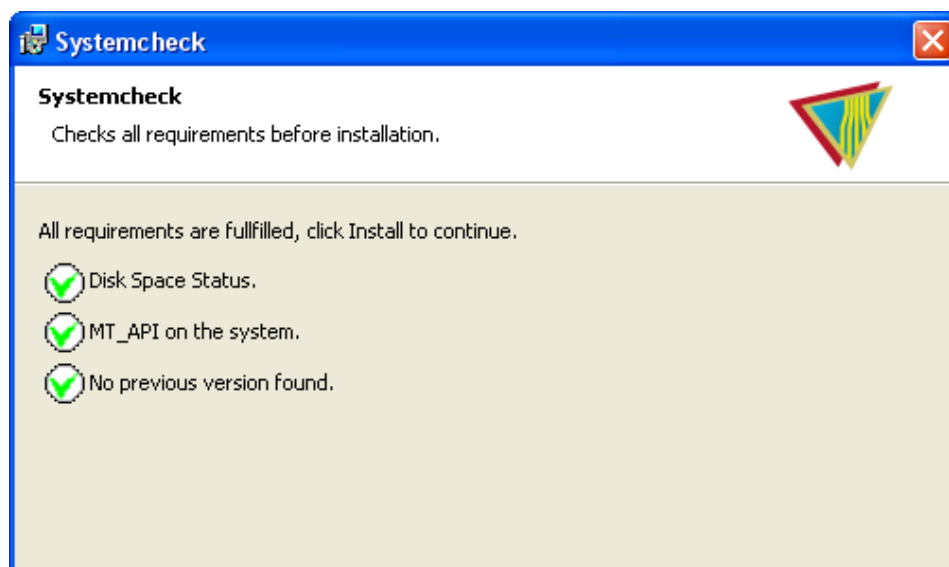 Systemcheck
Systemcheck
Checks all requirements before installation.
All requirements are fullfilled, click Install to continue.
Disk Space Status.
MT_API on the system.
No previous version found.